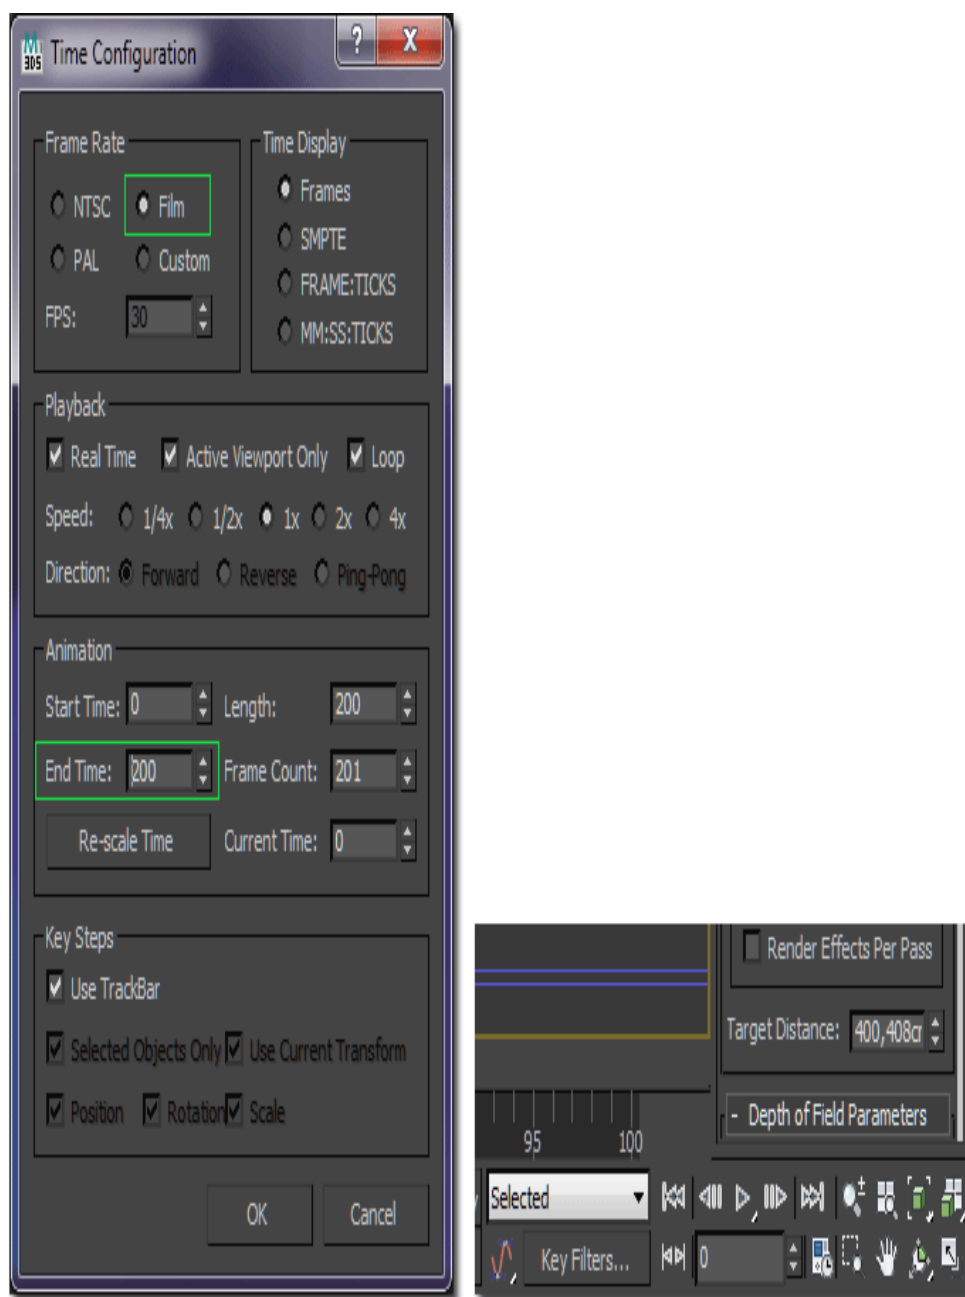 M
3DS
Time Configuration
? X
Frame Rate
NTSC Film
PAL Custom
FPS: 30
Time Display
Frames
SMPTE
FRAME:TICKS
MM:SS:TICKS
Playback
Real Time Active Viewport Only Loop
Speed: 1/4x 1/2x 1x 2x 4x
Direction: Forward Reverse Ping-Pong
Animation
Start Time: 0 Length: 200
End Time: 200 Frame Count: 201
Re-scale Time Current Time: 0
Key Steps
Use TrackBar
Selected Objects Only Use Current Transform
Position Rotation Scale
OK Cancel
Render Effects Per Pass
Target Distance: 400,408cr
- Depth of Field Parameters
95 100
Selected
Key Filters... 0